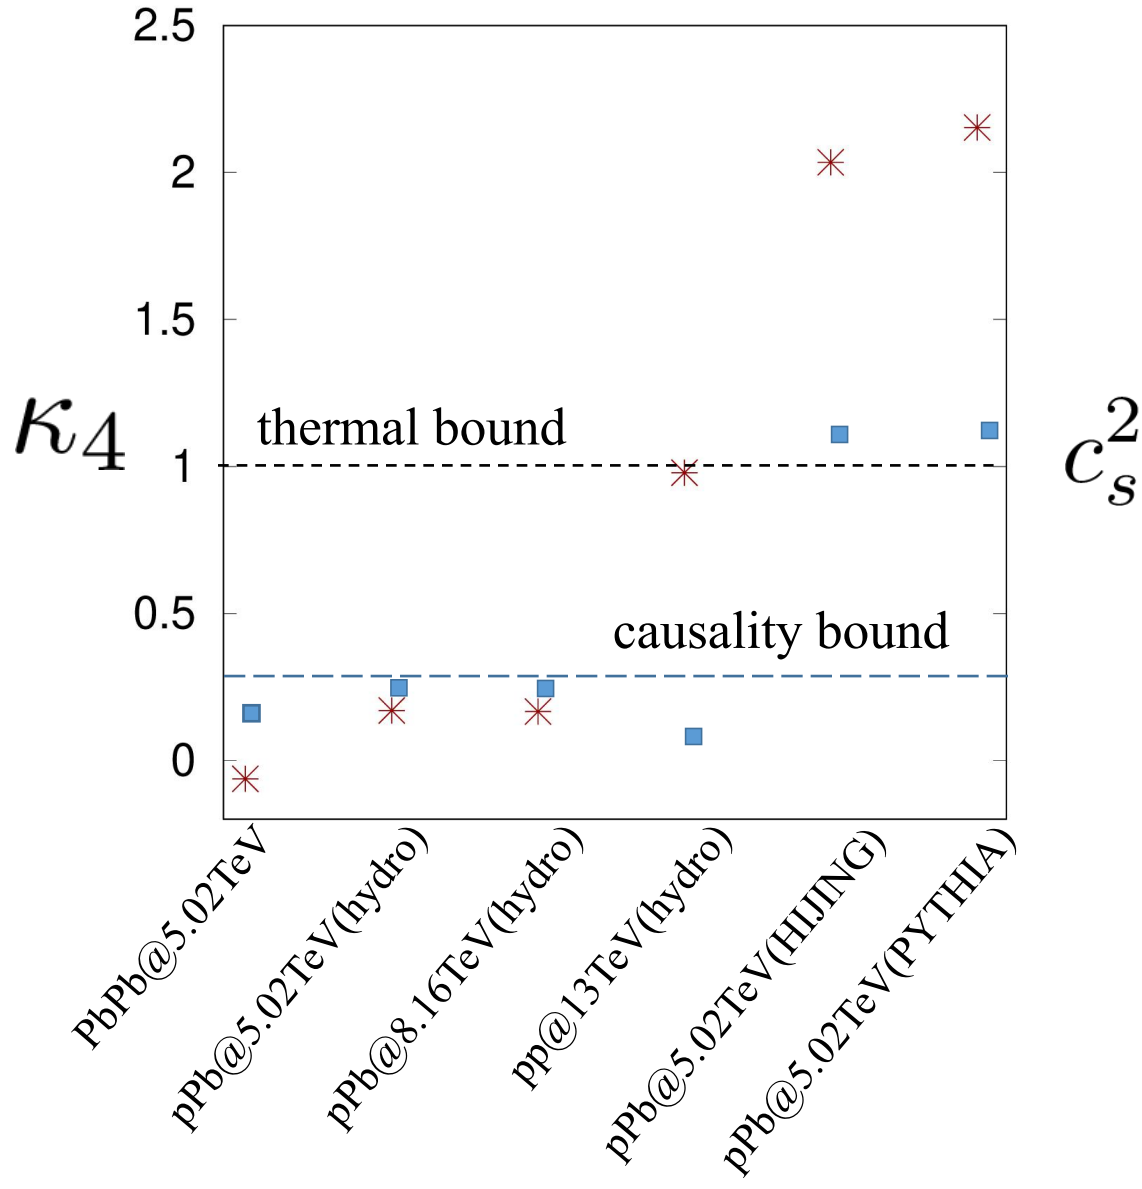 2.5
2
1.5
κ4
thermal bound
1
c_s^2
0.5
causality bound
0
PbPb@5.02TeV
pPb@5.02TeV(hydro)
pPb@8.16TeV(hydro)
pp@13TeV(hydro)
pPb@5.02TeV(HIJING)
pPb@5.02TeV(PYTHIA)